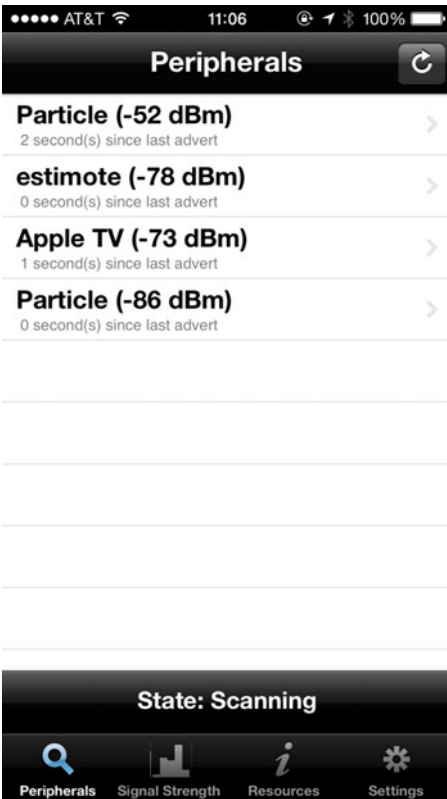 AT&T 11:06 100%
Peripherals
Particle (-52 dBm)
2 second(s) since last advert
estimote (-78 dBm)
0 second(s) since last advert
Apple TV (-73 dBm)
1 second(s) since last advert
Particle (-86 dBm)
0 second(s) since last advert
State: Scanning
Peripherals Signal Strength Resources Settings